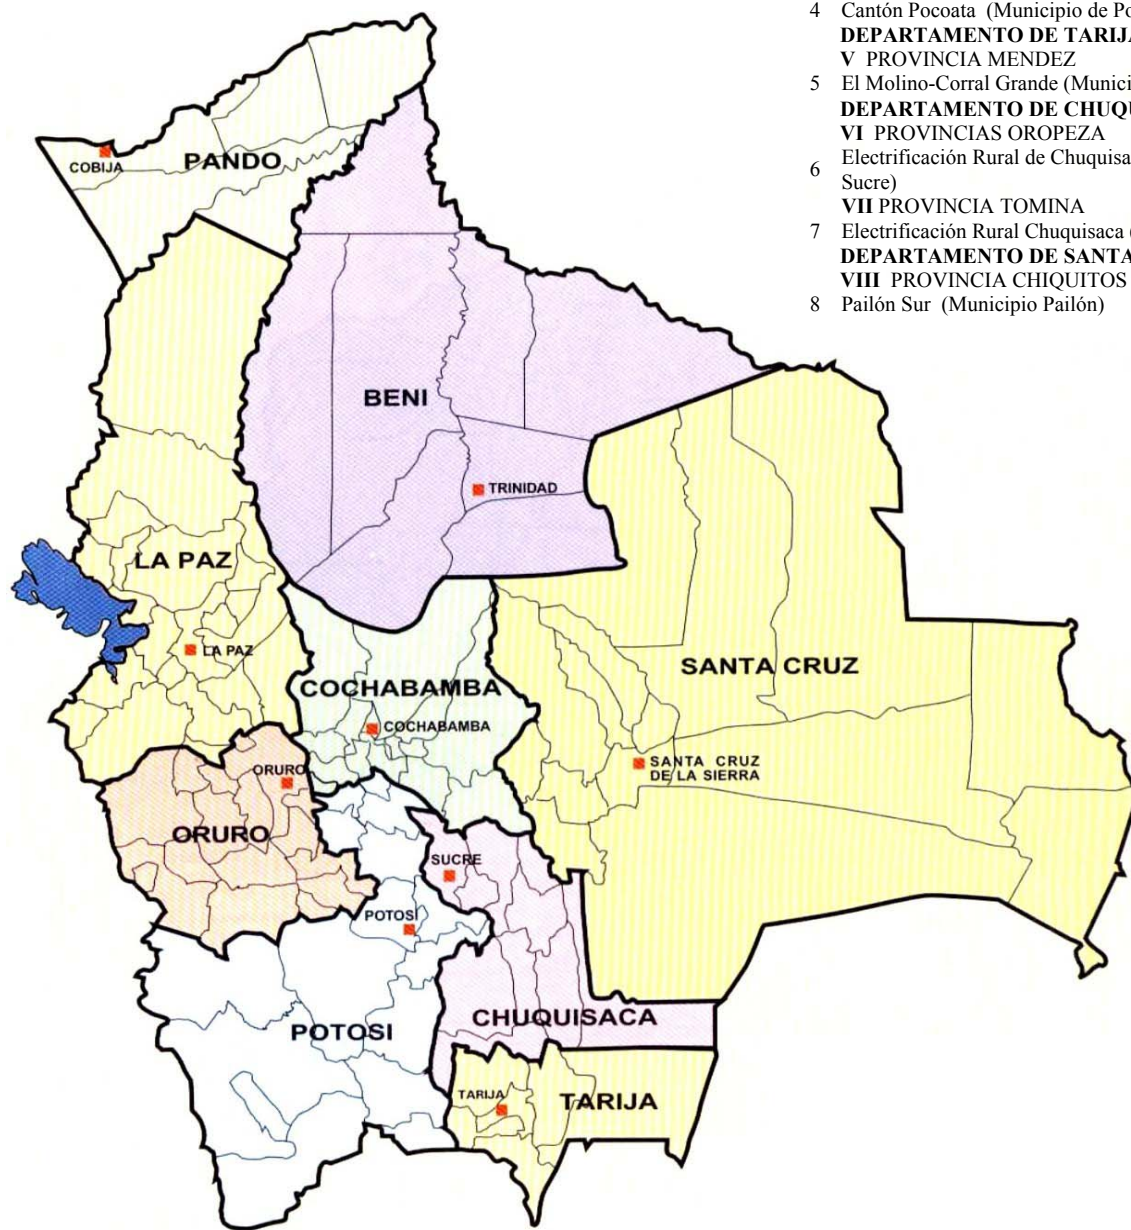 4 Cantón Pocoata (Municipio de Po
DEPARTAMENTO DE TARIJA
V PROVINCIA MENDEZ
5 El Molino-Corral Grande (Munici
DEPARTAMENTO DE CHUQU
VI PROVINCIAS OROPEZA
Electrificación Rural de Chuquisa
6
Sucre)
VII PROVINCIA TOMINA
7 Electrificación Rural Chuquisaca (
DEPARTAMENTO DE SANTA
VIII PROVINCIA CHIQUITOS
8 Pailón Sur (Municipio Pailón)
COBIJA
PANDO
BENI
TRINIDAD
LA PAZ
LA PAZ
SANTA CRUZ
COCHABAMBA
COCHABAMBA
SANTA CRUZ
DE LA SIERRA
ORURO
ORURO
SUCRE
POTOSÍ
CHUQUISACA
POTOSI
TARIJA
TARIJA